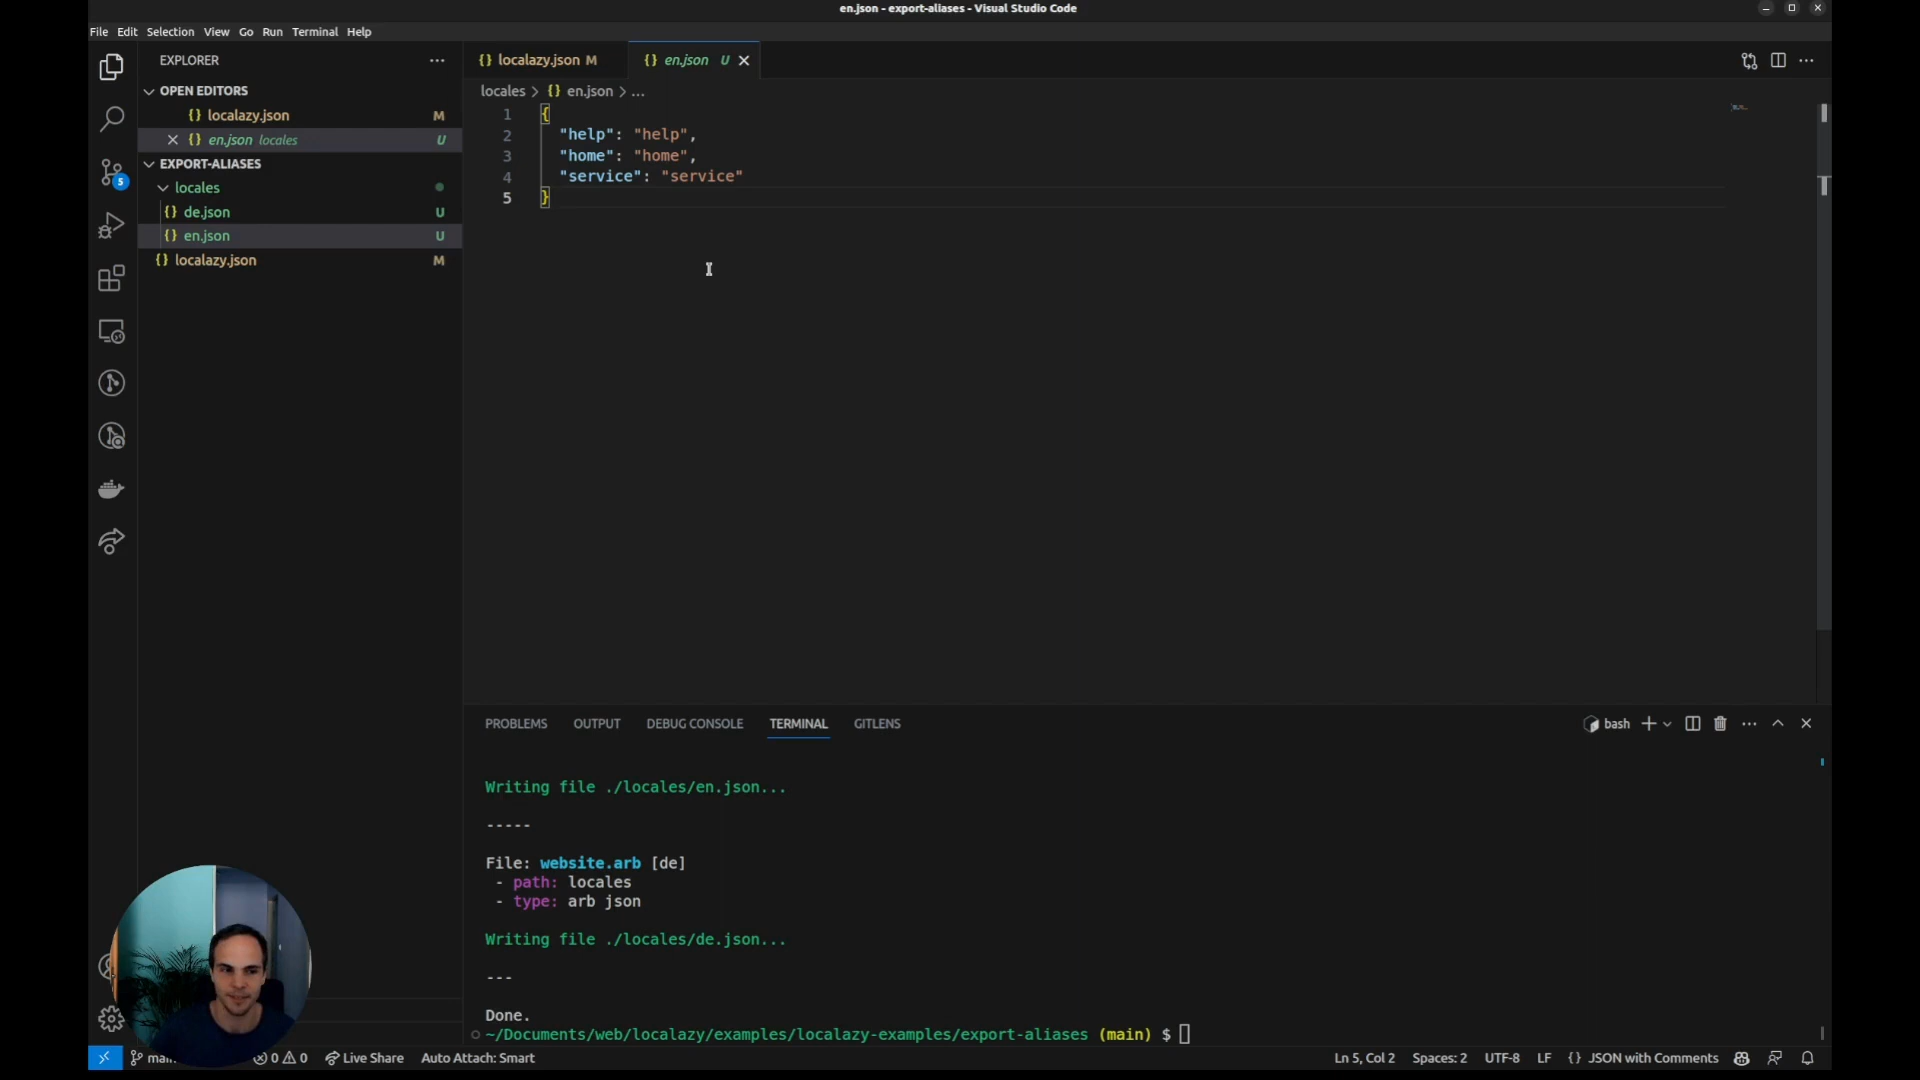 en.json - export-aliases - Visual Studio Code
File Edit Selection View Go Run Terminal Help
EXPLORER
OPEN EDITORS
{} localazy.json M
{} en.json locales U
EXPORT-ALIASES
locales
{} de.json U
{} en.json U
{} localazy.json M
5
{} localazy.json M
{} en.json U
locales > {} en.json > ...
1 {
2 "help": "help",
3 "home": "home",
4 "service": "service"
5 }
PROBLEMS OUTPUT DEBUG CONSOLE TERMINAL GITLENS
bash
Writing file ./locales/en.json...
-----
File: website.arb [de]
- path: locales
- type: arb json
Writing file ./locales/de.json...
---
Done.
~/Documents/web/localazy/examples/localazy-examples/export-aliases (main) $
0 0 Live Share Auto Attach: Smart
Ln 5, Col 2 Spaces: 2 UTF-8 LF {} JSON with Comments